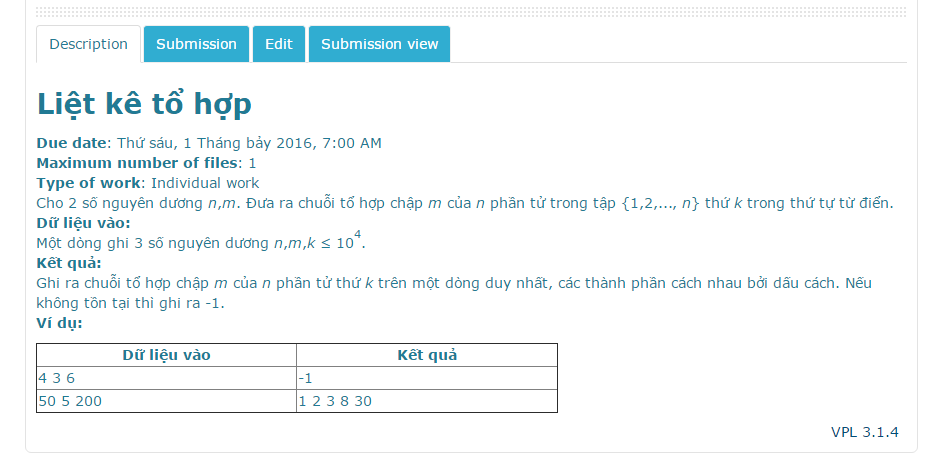 Description Submission Edit Submission view
Liệt kê tổ hợp
Due date: Thứ sáu, 1 Tháng bảy 2016, 7:00 AM
Maximum number of files: 1
Type of work: Individual work
Cho 2 số nguyên dương n,m. Đưa ra chuỗi tổ hợp chập m của n phần tử trong tập {1,2,..., n} thứ k trong thứ tự từ điển.
Dữ liệu vào:
Một dòng ghi 3 số nguyên dương n,m,k ≤ 10⁴.
Kết quả:
Ghi ra chuỗi tổ hợp chập m của n phần tử thứ k trên một dòng duy nhất, các thành phần cách nhau bởi dấu cách. Nếu
không tồn tại thì ghi ra -1.
Ví dụ:
Dữ liệu vào Kết quả
4 3 6 -1
50 5 200 1 2 3 8 30
VPL 3.1.4